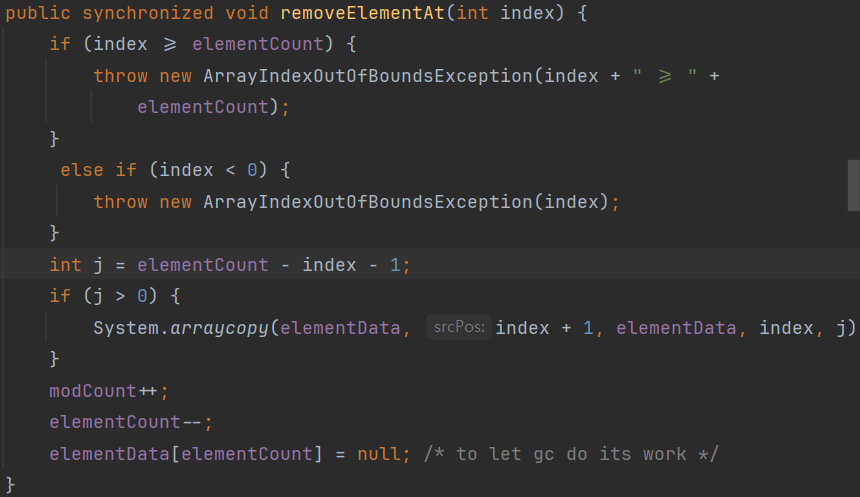 public synchronized void removeElementAt(int index) {
    if (index >= elementCount) {
        throw new ArrayIndexOutOfBoundsException(index + " >= " +
            elementCount);
    }
     else if (index < 0) {
        throw new ArrayIndexOutOfBoundsException(index);
    }
    int j = elementCount - index - 1;
    if (j > 0) {
        System.arraycopy(elementData, srcPos: index + 1, elementData, index, j)
    }
    modCount++;
    elementCount--;
    elementData[elementCount] = null; /* to let gc do its work */
}